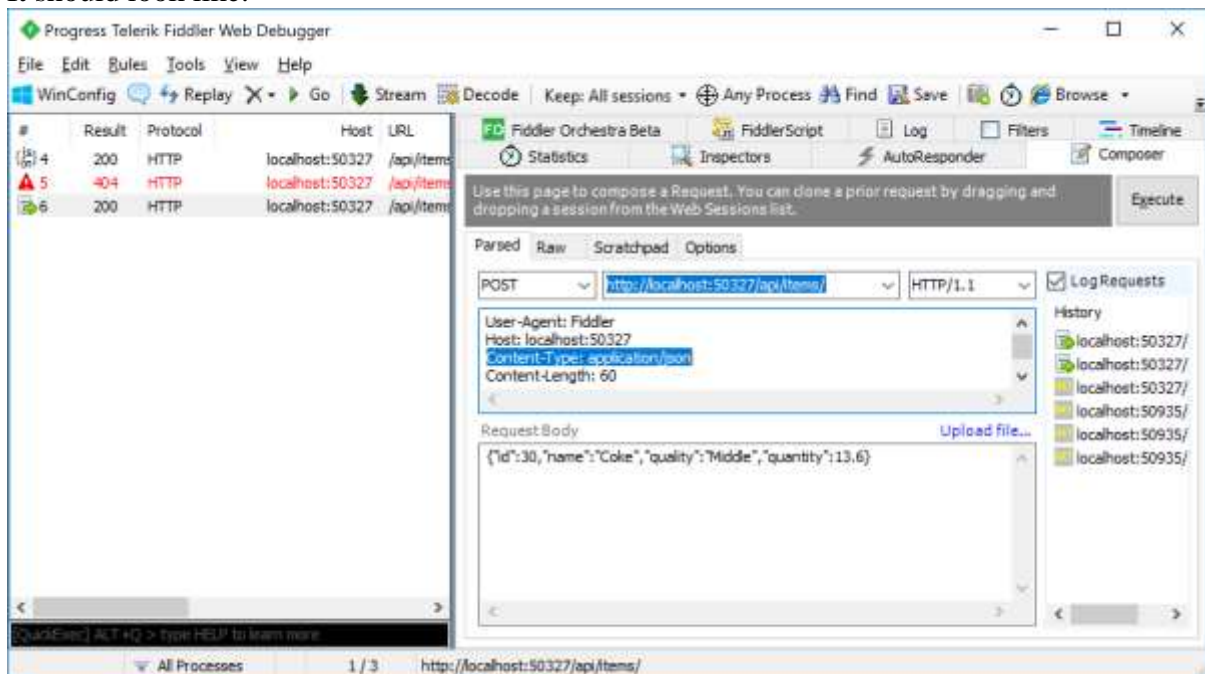 It should look like:
Progress Telerik Fiddler Web Debugger
File Edit Rules Tools View Help
WinConfig Replay Go Stream Decode Keep: All sessions Any Process Find Save Browse
# Result Protocol Host URL
4 200 HTTP localhost:50327 /api/items
5 404 HTTP localhost:50327 /api/items
6 200 HTTP localhost:50327 /api/items
[QuickExec] ALT+Q > type HELP to learn more
FO Fiddler Orchestra Beta FiddlerScript Log Filters Timeline
Statistics Inspectors AutoResponder Composer
Use this page to compose a Request. You can clone a prior request by dragging and
dropping a session from the Web Sessions list.
Execute
Parsed Raw Scratchpad Options
POST http://localhost:50327/api/items/ HTTP/1.1
Log Requests
User-Agent: Fiddler
Host: localhost:50327
Content-Type: application/json
Content-Length: 60
Request Body Upload file...
{"id":30,"name":"Coke","quality":"Middle","quantity":13.6}
History
localhost:50327/
localhost:50327/
localhost:50327/
localhost:50935/
localhost:50935/
localhost:50935/
All Processes 1 / 3 http://localhost:50327/api/items/